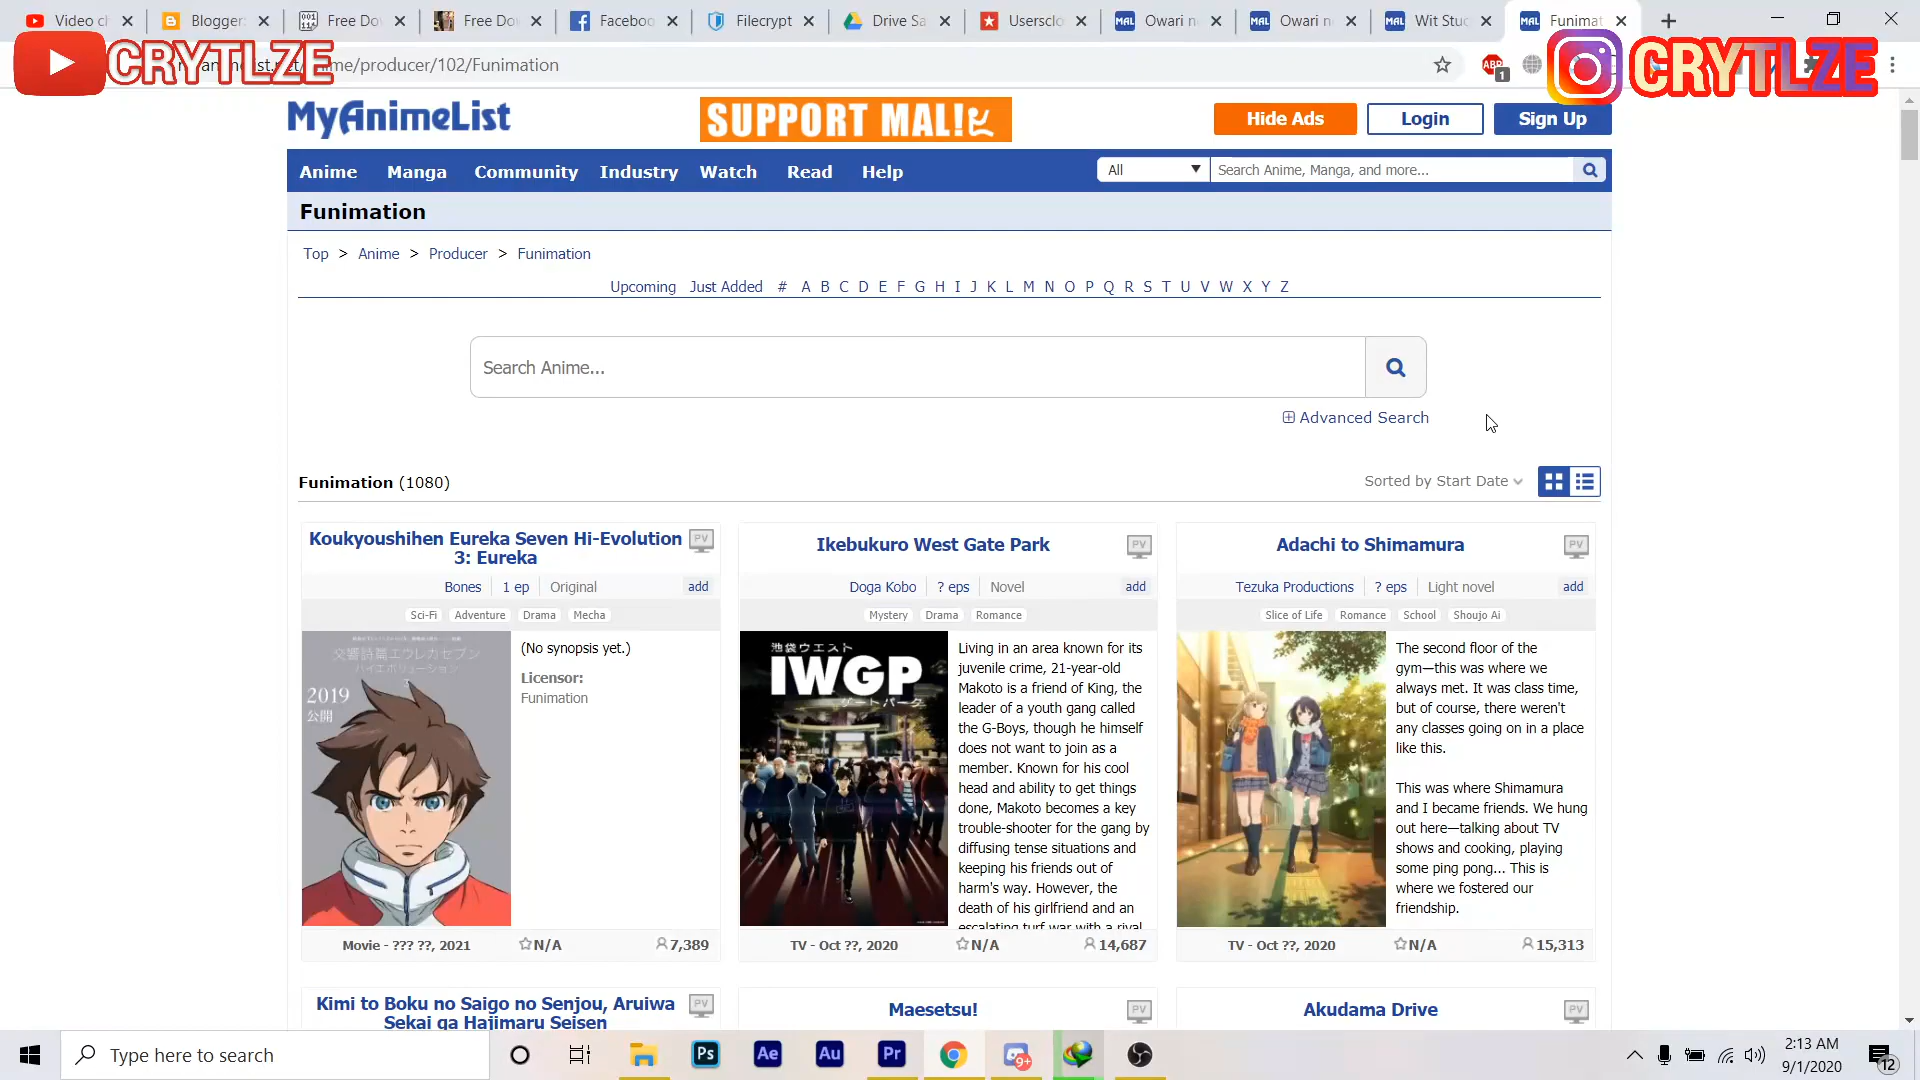 Video c
Blogger:
Free Do
Free Do
Faceboo
Filecrypt
Drive Sa
Userscl
Owari n
Owari n
Wit Stu
Funimat
CRYTLZE
/producer/102/Funimation
ABP
1
CRYTLZE
MyAnimeList
SUPPORT MAL!
Hide Ads
Login
Sign Up
Anime Manga Community Industry Watch Read Help
All
Search Anime, Manga, and more...
Funimation
Top > Anime > Producer > Funimation
Upcoming Just Added # A B C D E F G H I J K L M N O P Q R S T U V W X Y Z
Search Anime...
Advanced Search
Funimation (1080)
Sorted by Start Date
Koukyoushihen Eureka Seven Hi-Evolution
3: Eureka
PV
Bones 1 ep Original add
Sci-Fi Adventure Drama Mecha
交響詩篇エウレカセブン
ハイエボリューション
2019
公開
(No synopsis yet.)
Licensor:
Funimation
Movie - ??? ??, 2021 N/A 7,389
Ikebukuro West Gate Park
PV
Doga Kobo ? eps Novel add
Mystery Drama Romance
池袋ウエスト
IWGP
ゲートパーク
Living in an area known for its
juvenile crime, 21-year-old
Makoto is a friend of King, the
leader of a youth gang called
the G-Boys, though he himself
does not want to join as a
member. Known for his cool
head and ability to get things
done, Makoto becomes a key
trouble-shooter for the gang by
diffusing tense situations and
keeping his friends out of
harm's way. However, the
death of his girlfriend and an
escalating turf war with a rival
TV - Oct ??, 2020 N/A 14,687
Adachi to Shimamura
PV
Tezuka Productions ? eps Light novel add
Slice of Life Romance School Shoujo Ai
The second floor of the
gym—this was where we
always met. It was class time,
but of course, there weren't
any classes going on in a place
like this.
This was where Shimamura
and I became friends. We hung
out here—talking about TV
shows and cooking, playing
some ping pong... This is
where we fostered our
friendship.
TV - Oct ??, 2020 N/A 15,313
Kimi to Boku no Saigo no Senjou, Aruiwa
Sekai ga Hajimaru Seisen
PV
Maesetsu!
PV
Akudama Drive
PV
Type here to search
Ps
Ae
Au
Pr
9+
2:13 AM
9/1/2020
12